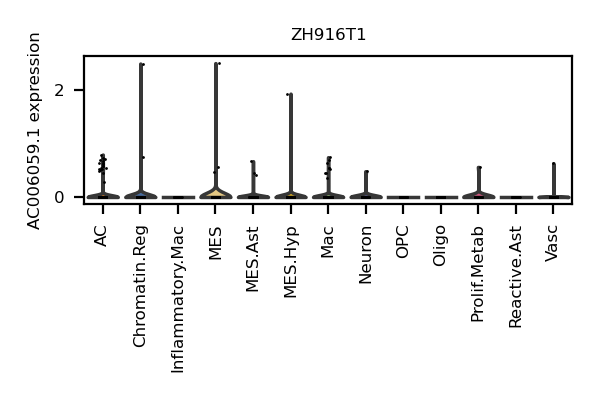 ZH916T1
AC006059.1 expression
2
0
AC
Chromatin.Reg
Inflammatory.Mac
MES
MES.Ast
MES.Hyp
Mac
Neuron
OPC
Oligo
Prolif.Metab
Reactive.Ast
Vasc